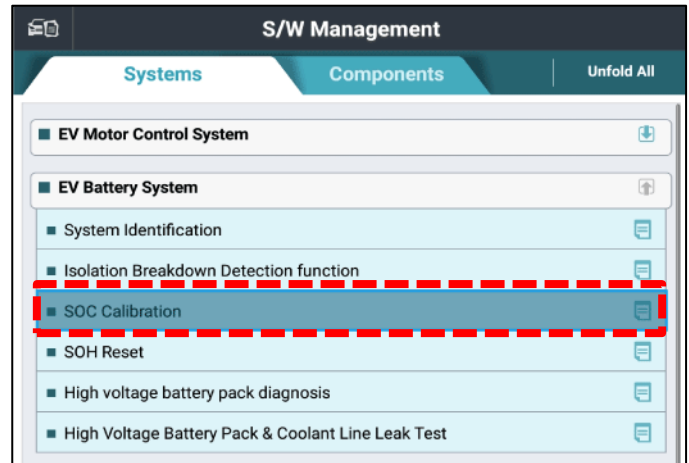 S/W Management
Systems
Components
Unfold All
EV Motor Control System
EV Battery System
System Identification
Isolation Breakdown Detection function
SOC Calibration
SOH Reset
High voltage battery pack diagnosis
High Voltage Battery Pack & Coolant Line Leak Test